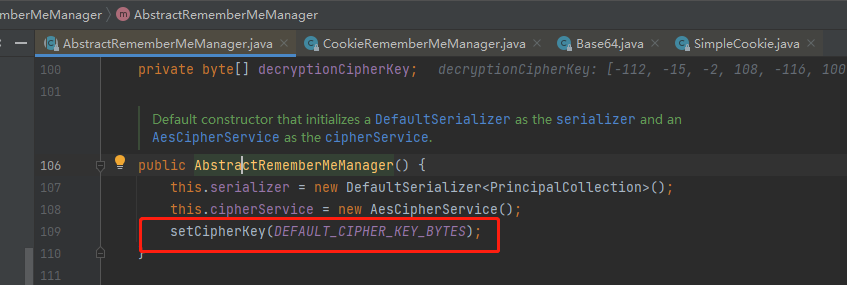 mberMeManager › AbstractRememberMeManager
AbstractRememberMeManager.java × CookieRememberMeManager.java × Base64.java × SimpleCookie.java ×
100 private byte[] decryptionCipherKey; decryptionCipherKey: [-112, -15, -2, 108, -116, 100
101
Default constructor that initializes a DefaultSerializer as the serializer and an
AesCipherService as the cipherService.
106 public AbstractRememberMeManager() {
107 this.serializer = new DefaultSerializer<PrincipalCollection>();
108 this.cipherService = new AesCipherService();
109 setCipherKey(DEFAULT_CIPHER_KEY_BYTES);
110 }
111